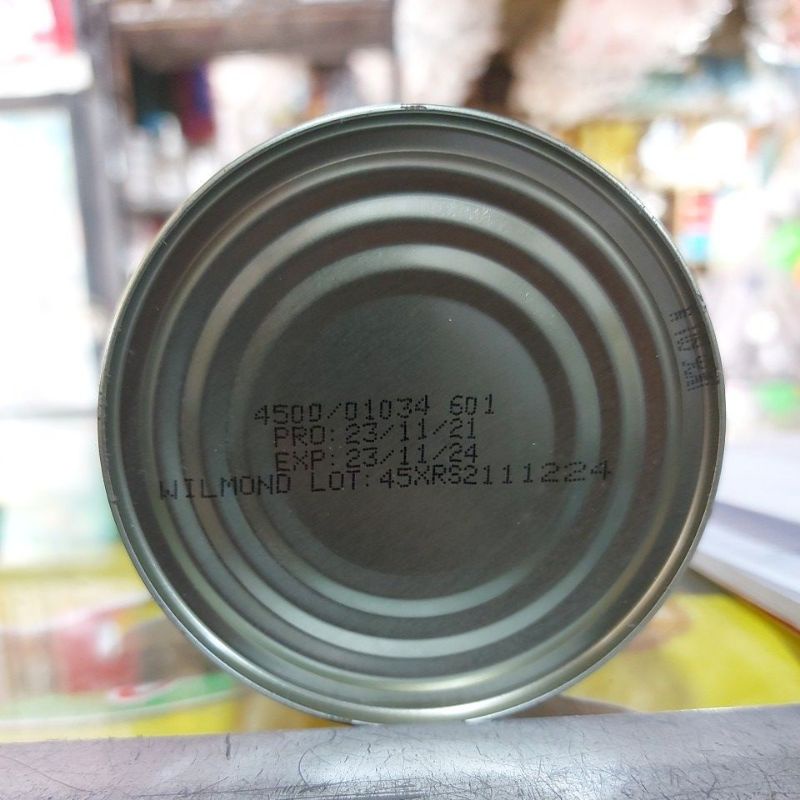 4500/01034 601
PRO:23/11/21
EXP:23/11/24
WILMOND LOT:45XRS2111224